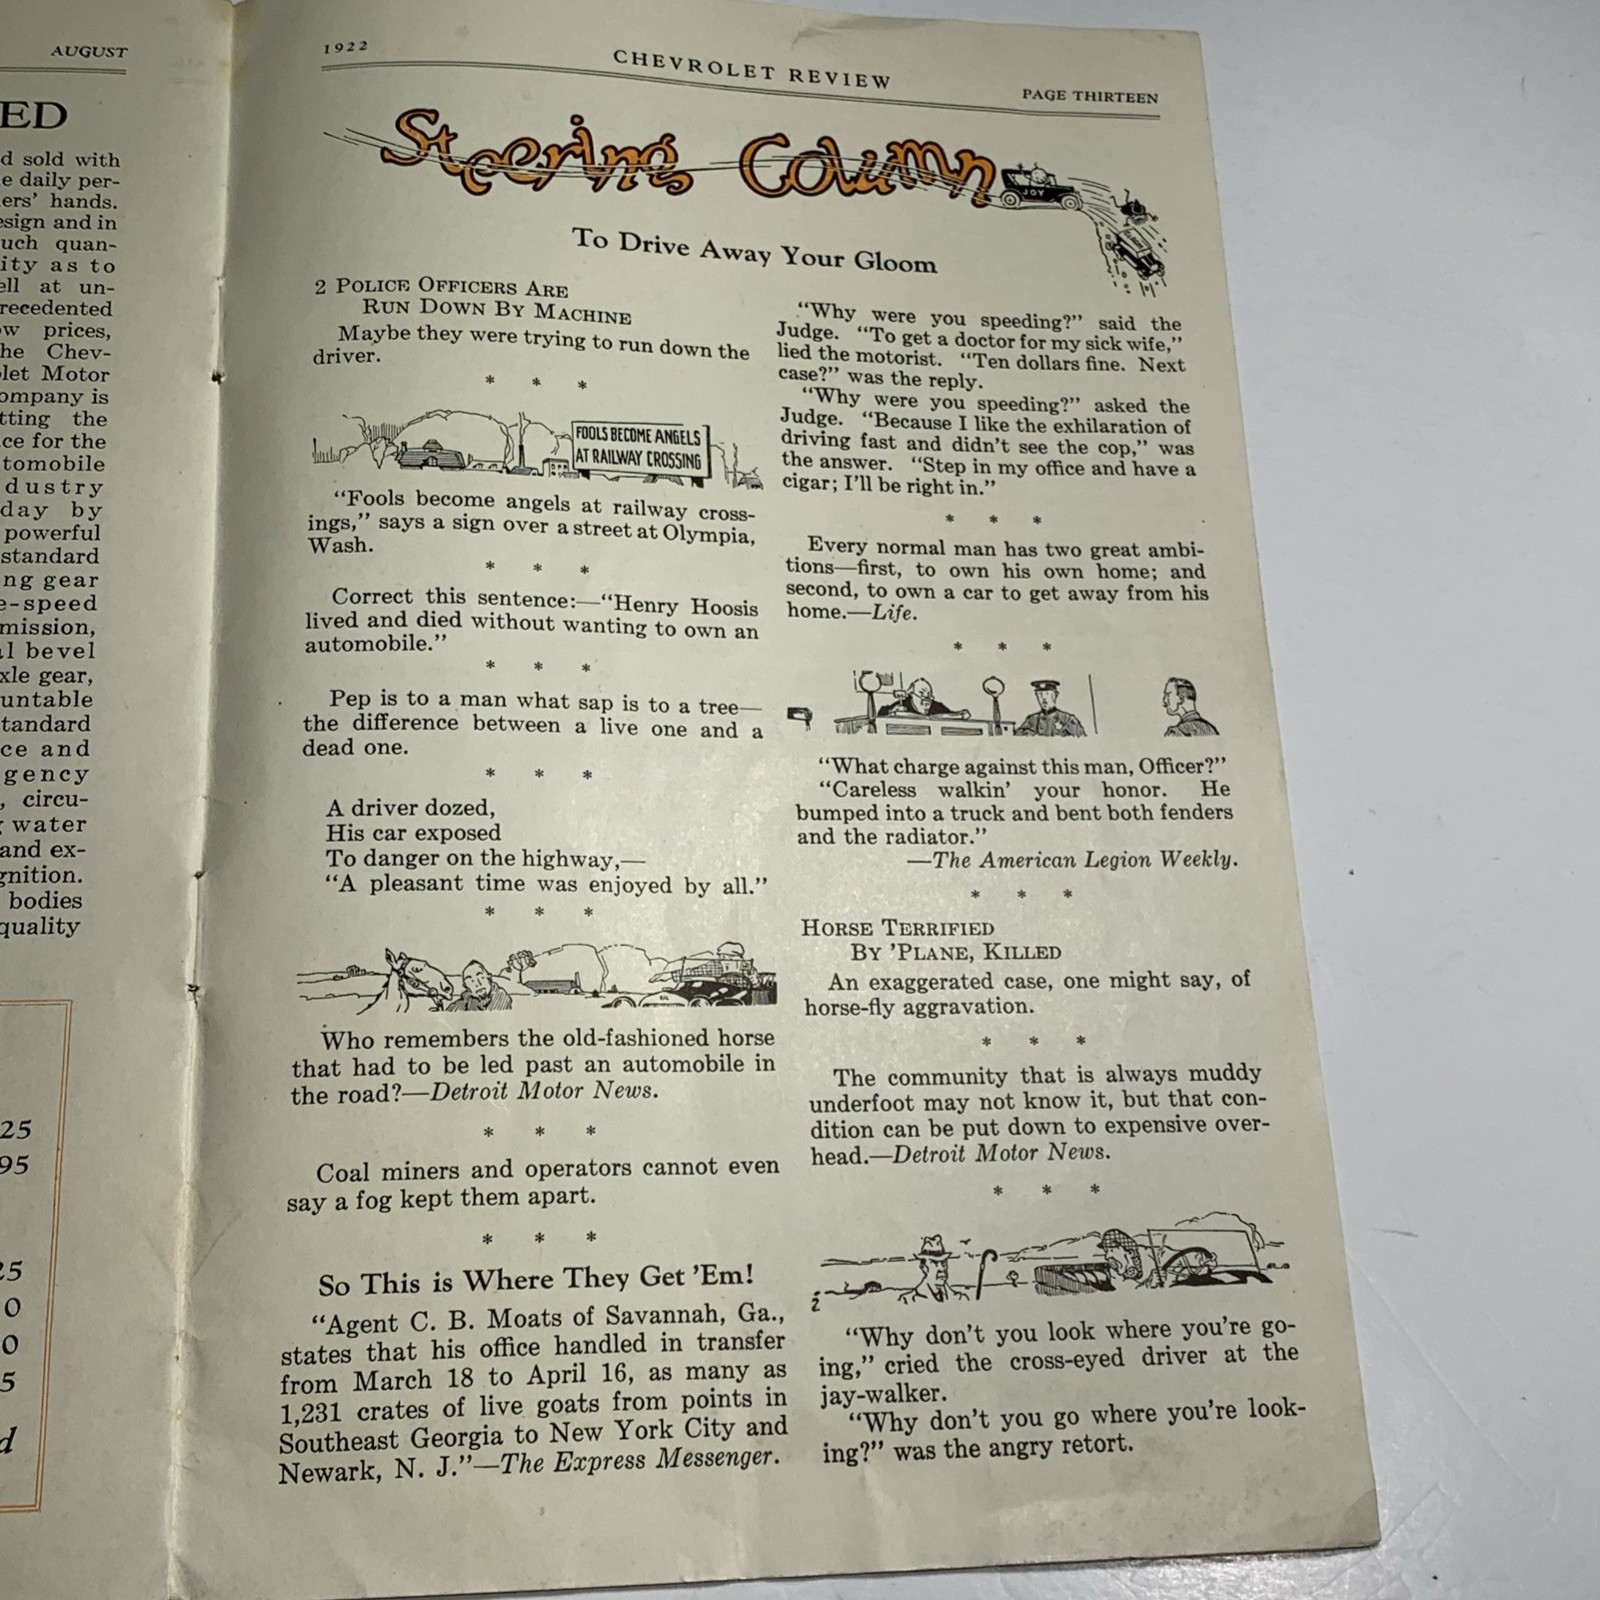 AUGUST
ED
d sold with
e daily per-
ers' hands.
esign and in
uch quan-
ity as to
ell at un-
recedented
ow prices,
he Chev-
let Motor
ompany is
tting the
ce for the
tomobile
dustry
day by
powerful
standard
ng gear
e-speed
mission,
l bevel
xle gear,
untable
tandard
ce and
gency
, circu-
water
and ex-
gnition.
bodies
quality
25
95
25
0
0
5
d
1922
CHEVROLET REVIEW
PAGE THIRTEEN
Steering Column
JOY
To Drive Away Your Gloom
2 POLICE OFFICERS ARE
RUN DOWN BY MACHINE
Maybe they were trying to run down the
driver.
* * *
FOOLS BECOME ANGELS
AT RAILWAY CROSSING
"Fools become angels at railway cross-
ings," says a sign over a street at Olympia,
Wash.
* * *
Correct this sentence:—"Henry Hoosis
lived and died without wanting to own an
automobile."
* * *
Pep is to a man what sap is to a tree—
the difference between a live one and a
dead one.
* * *
A driver dozed,
His car exposed
To danger on the highway,—
"A pleasant time was enjoyed by all."
* * *
Who remembers the old-fashioned horse
that had to be led past an automobile in
the road?—Detroit Motor News.
* * *
Coal miners and operators cannot even
say a fog kept them apart.
* * *
So This is Where They Get 'Em!
"Agent C. B. Moats of Savannah, Ga.,
states that his office handled in transfer
from March 18 to April 16, as many as
1,231 crates of live goats from points in
Southeast Georgia to New York City and
Newark, N. J."—The Express Messenger.
"Why were you speeding?" said the
Judge. "To get a doctor for my sick wife,"
lied the motorist. "Ten dollars fine. Next
case?" was the reply.
"Why were you speeding?" asked the
Judge. "Because I like the exhilaration of
driving fast and didn't see the cop," was
the answer. "Step in my office and have a
cigar; I'll be right in."
* * *
Every normal man has two great ambi-
tions—first, to own his own home; and
second, to own a car to get away from his
home.—Life.
* * *
"What charge against this man, Officer?"
"Careless walkin' your honor. He
bumped into a truck and bent both fenders
and the radiator."
—The American Legion Weekly.
* * *
HORSE TERRIFIED
BY 'PLANE, KILLED
An exaggerated case, one might say, of
horse-fly aggravation.
* * *
The community that is always muddy
underfoot may not know it, but that con-
dition can be put down to expensive over-
head.—Detroit Motor News.
* * *
"Why don't you look where you're go-
ing," cried the cross-eyed driver at the
jay-walker.
"Why don't you go where you're look-
ing?" was the angry retort.